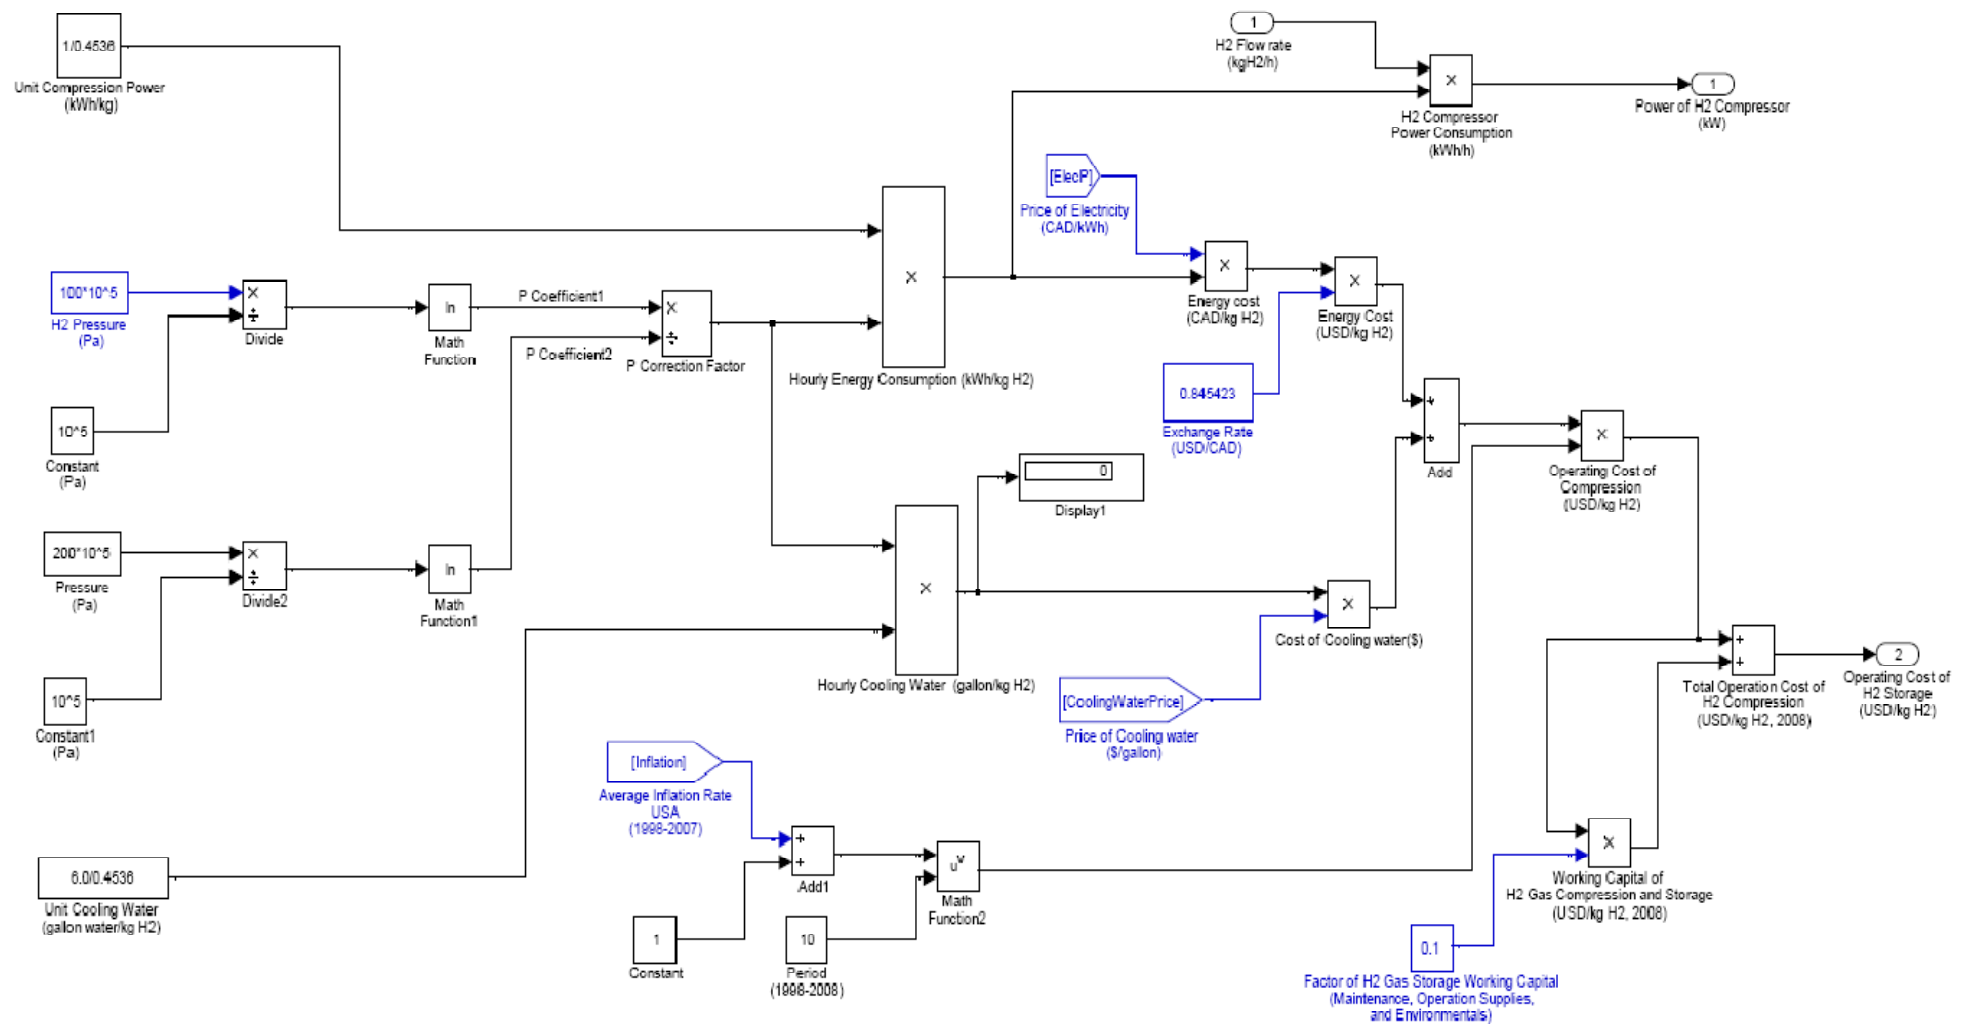 1/0.4536
Unit Compression Power
(kWh/kg)
1
H2 Flow rate
(kgH2/h)
×
H2 Compressor
Power Consumption
(kWh/h)
1
Power of H2 Compressor
(kW)
[ElecP]
Price of Electricity
(CAD/kWh)
100*10^5
H2 Pressure
(Pa)
×
÷
Divide
ln
Math
Function
P Coefficient1
P Coefficient2
×
÷
P Correction Factor
×
Hourly Energy Consumption (kWh/kg H2)
×
Energy cost
(CAD/kg H2)
×
Energy Cost
(USD/kg H2)
0.845423
Exchange Rate
(USD/CAD)
10^5
Constant
(Pa)
+
+
Add
×
Operating Cost of
Compression
(USD/kg H2)
0
Display1
200*10^5
Pressure
(Pa)
×
÷
Divide2
ln
Math
Function1
×
Hourly Cooling Water (gallon/kg H2)
×
Cost of Cooling water($)
10^5
Constant1
(Pa)
[CoolingWaterPrice]
Price of Cooling water
($/gallon)
+
+
Total Operation Cost of
H2 Compression
(USD/kg H2, 2008)
2
Operating Cost of
H2 Storage
(USD/kg H2)
[Inflation]
Average Inflation Rate
USA
(1998-2007)
+
+
Add1
u^v
Math
Function2
6.0/0.4536
Unit Cooling Water
(gallon water/kg H2)
1
Constant
10
Period
(1998-2008)
×
Working Capital of
H2 Gas Compression and Storage
(USD/kg H2, 2008)
0.1
Factor of H2 Gas Storage Working Capital
(Maintenance, Operation Supplies,
and Environmentals)